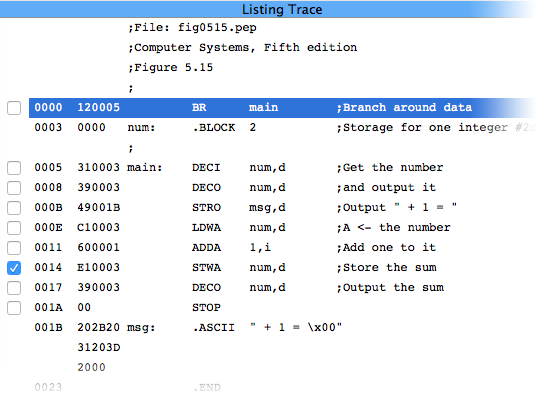 Listing Trace
;File: fig0515.pep
;Computer Systems, Fifth edition
;Figure 5.15
;
0000 120005 BR main ;Branch around data
0003 0000 num: .BLOCK 2 ;Storage for one integer
;
0005 310003 main: DECI num,d ;Get the number
0008 390003 DECO num,d ;and output it
000B 49001B STRO msg,d ;Output " + 1 = "
000E C10003 LDWA num,d ;A <- the number
0011 600001 ADDA 1,i ;Add one to it
0014 E10003 STWA num,d ;Store the sum
0017 390003 DECO num,d ;Output the sum
001A 00 STOP
001B 202B20 msg: .ASCII " + 1 = \x00"
31203D
2000
0023 .END